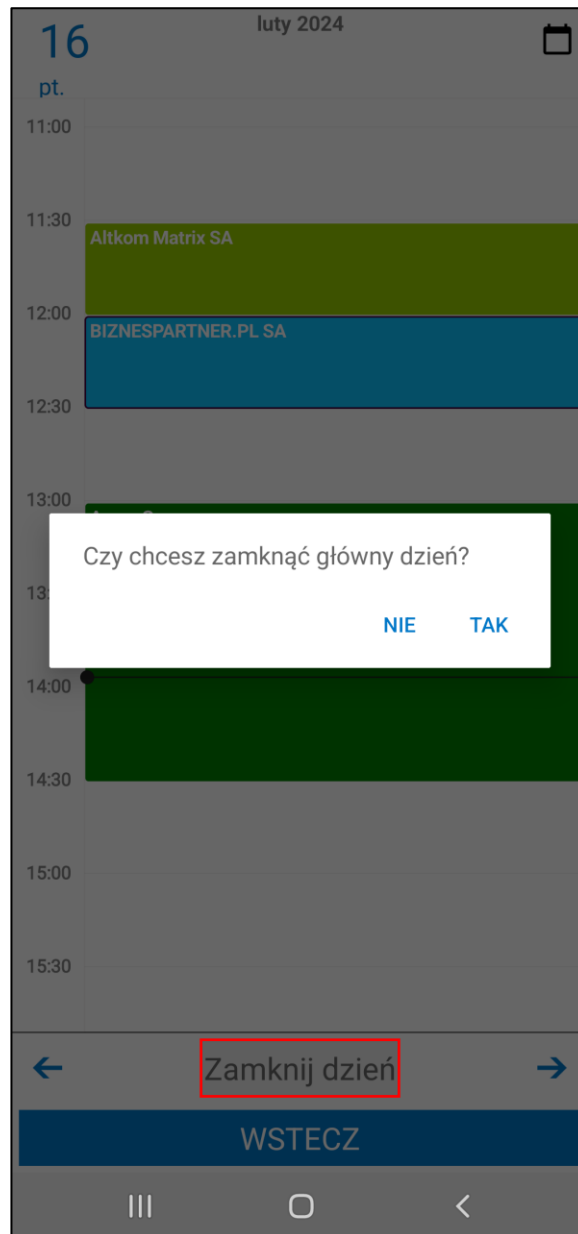 luty 2024
16
pt.
11:00
11:30
Altkom Matrix SA
12:00
BIZNESPARTNER.PL SA
12:30
13:00
Czy chcesz zamknąć główny dzień?
NIE TAK
14:00
14:30
15:00
15:30
Zamknij dzień
WSTECZ